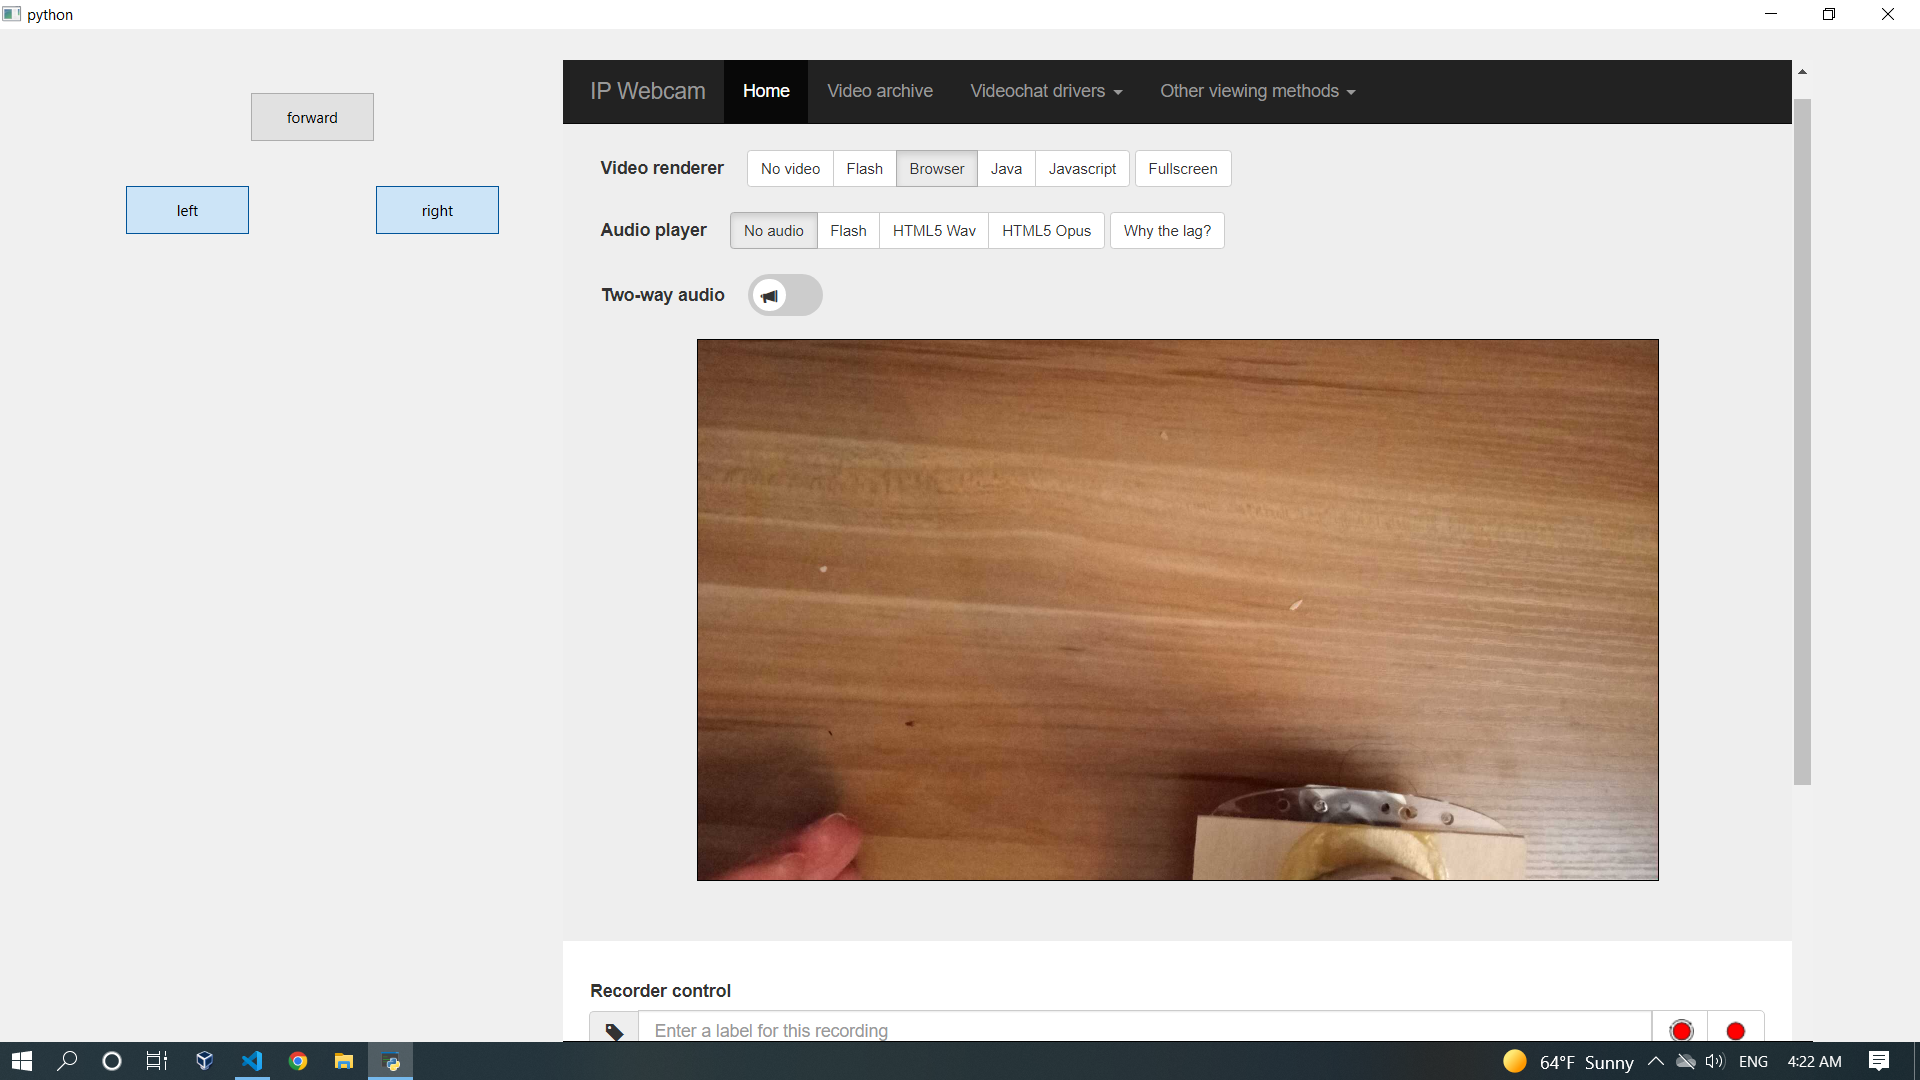 python
forward
left
right
IP Webcam Home Video archive Videochat drivers Other viewing methods
Video renderer No video Flash Browser Java Javascript Fullscreen
Audio player No audio Flash HTML5 Wav HTML5 Opus Why the lag?
Two-way audio
Recorder control
Enter a label for this recording
64°F Sunny ENG 4:22 AM